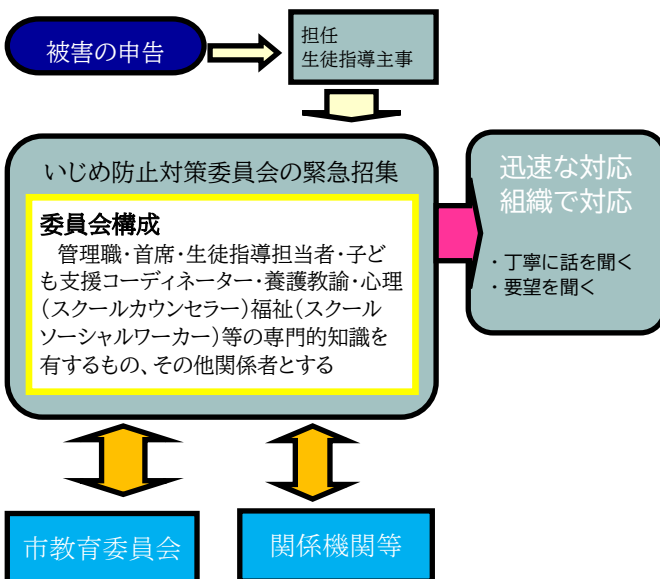 被害の申告
担任
生徒指導主事
いじめ防止対策委員会の緊急招集
委員会構成
管理職・首席・生徒指導担当者・子ど
も支援コーディネーター・養護教諭・心理
(スクールカウンセラー)福祉(スクール
ソーシャルワーカー)等の専門的知識を
有するもの、その他関係者とする
迅速な対応
組織で対応
・丁寧に話を聞く
・要望を聞く
市教育委員会
関係機関等